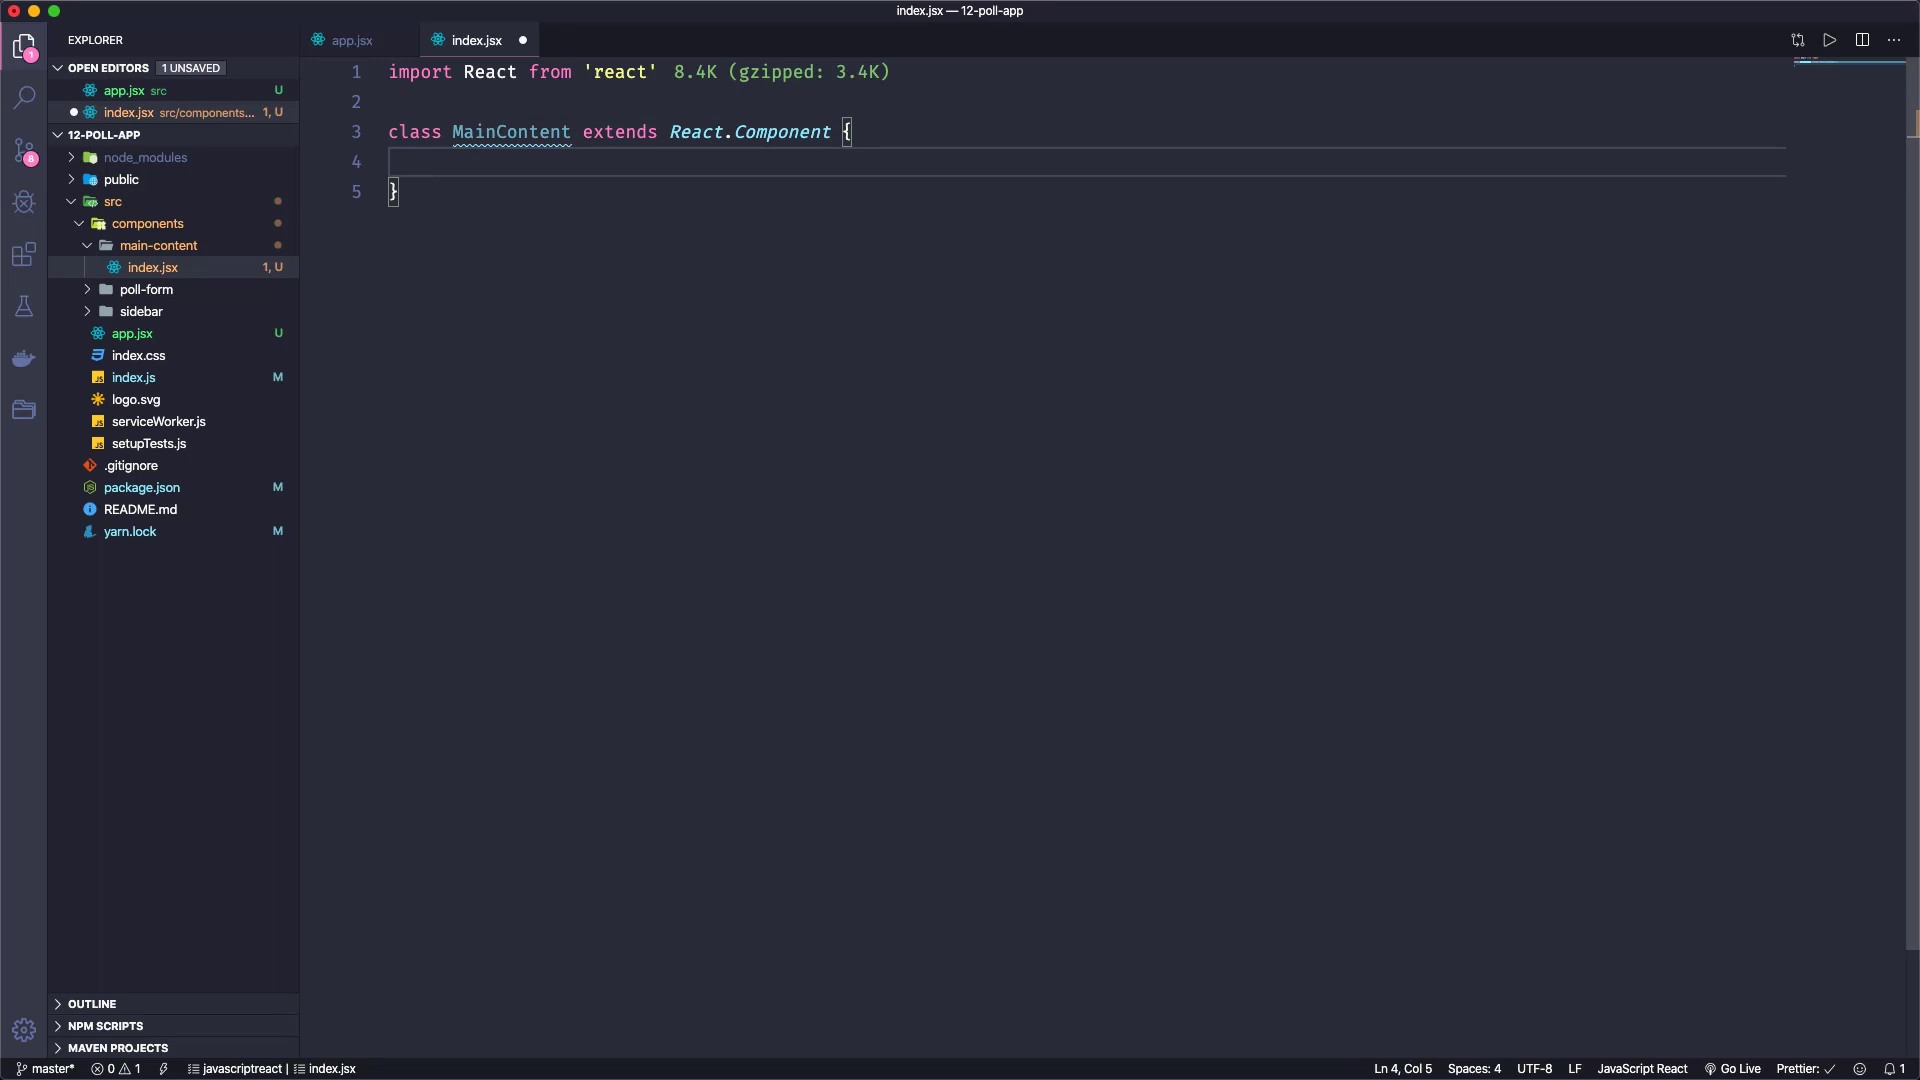 index.jsx — 12-poll-app
EXPLORER
OPEN EDITORS 1 UNSAVED
app.jsx src U
index.jsx src/components... 1, U
12-POLL-APP
node_modules
public
src
components
main-content
index.jsx 1, U
poll-form
sidebar
app.jsx U
index.css
index.js M
logo.svg
serviceWorker.js
setupTests.js
.gitignore
package.json M
README.md
yarn.lock M
OUTLINE
NPM SCRIPTS
MAVEN PROJECTS
1
8
app.jsx index.jsx
1 import React from 'react' 8.4K (gzipped: 3.4K)
2
3 class MainContent extends React.Component {
4
5 }
master* 0 1 javascriptreact | index.jsx Ln 4, Col 5 Spaces: 4 UTF-8 LF JavaScript React Go Live Prettier: ✓ 1